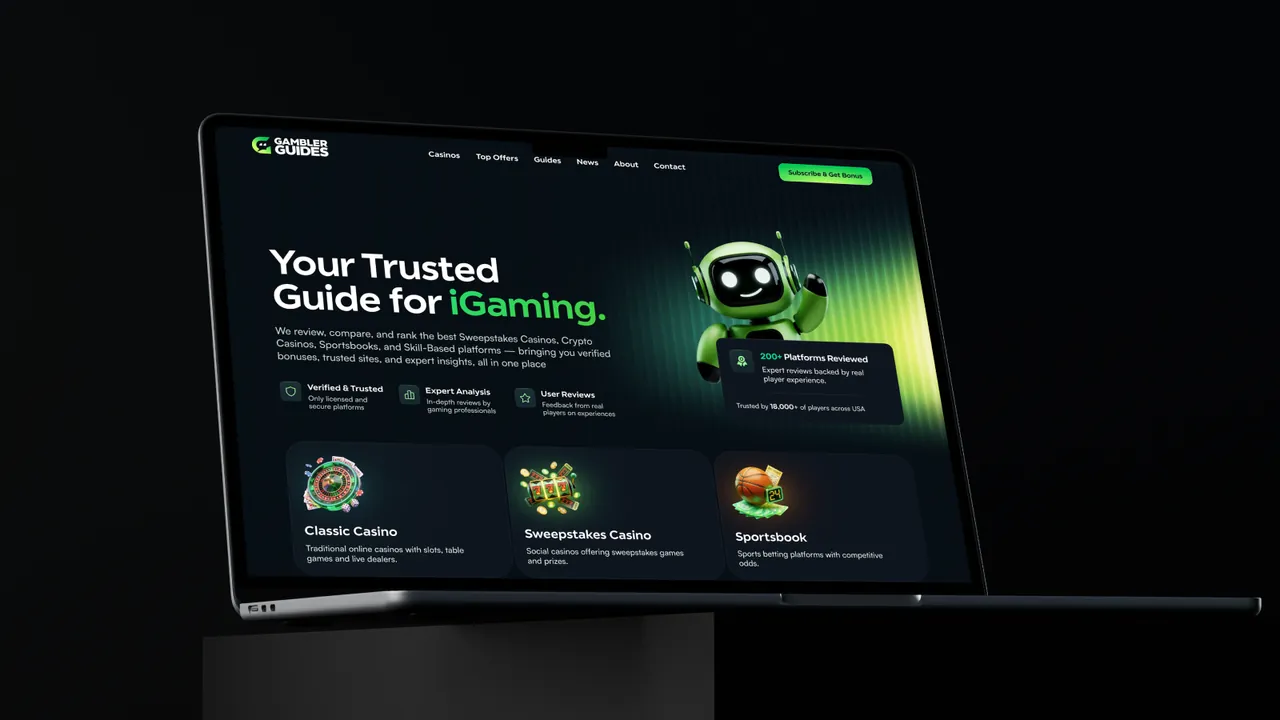 GAMBLER
GUIDES
Casinos
Top Offers
Guides
News
About
Contact
Subscribe & Get Bonus
Your Trusted
Guide for iGaming.
We review, compare, and rank the best Sweepstakes Casinos, Crypto
Casinos, Sportsbooks, and Skill-Based platforms — bringing you verified
bonuses, trusted sites, and expert insights, all in one place
Verified & Trusted
Only licensed and
secure platforms
Expert Analysis
In-depth reviews by
gaming professionals
User Reviews
Feedback from real
players on experiences
200+ Platforms Reviewed
Expert reviews backed by real
player experience.
Trusted by 18,000+ of players across USA
Classic Casino
Traditional online casinos with slots, table
games and live dealers.
777
Sweepstakes Casino
Social casinos offering sweepstakes games
and prizes.
24
Sportsbook
Sports betting platforms with competitive
odds.